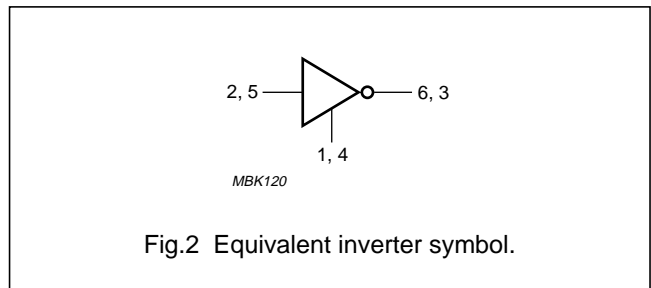 2, 5 6, 3
1, 4
MBK120
Fig.2 Equivalent inverter symbol.